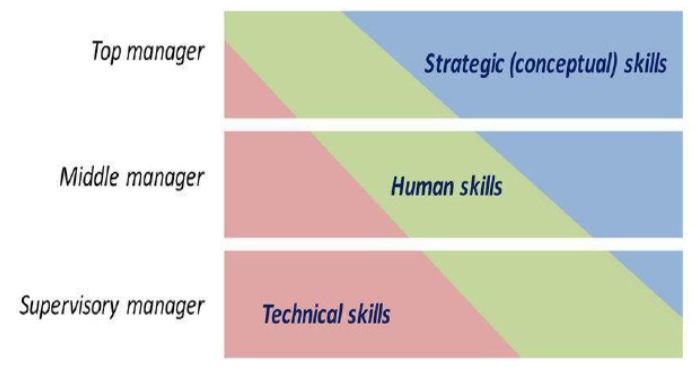 Top manager
Strategic (conceptual) skills
Middle manager
Human skills
Supervisory manager
Technical skills